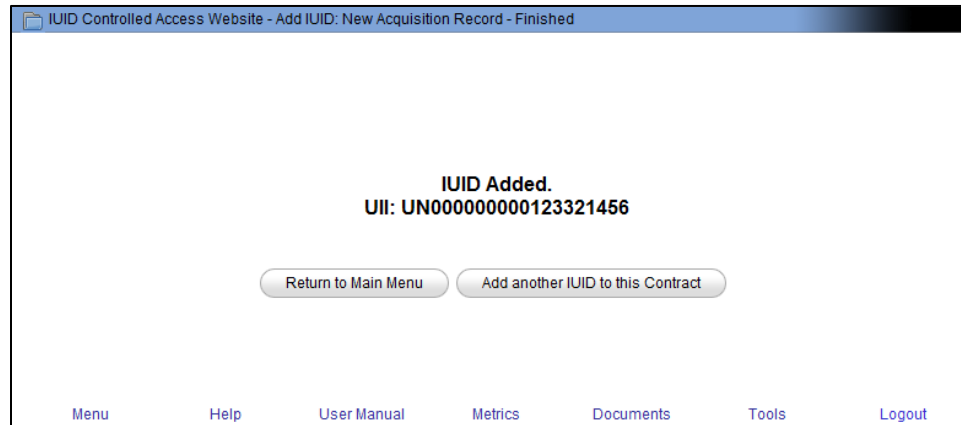 IUID Controlled Access Website - Add IUID: New Acquisition Record - Finished
IUID Added.
UII: UN000000000123321456
Return to Main Menu Add another IUID to this Contract
Menu Help User Manual Metrics Documents Tools Logout